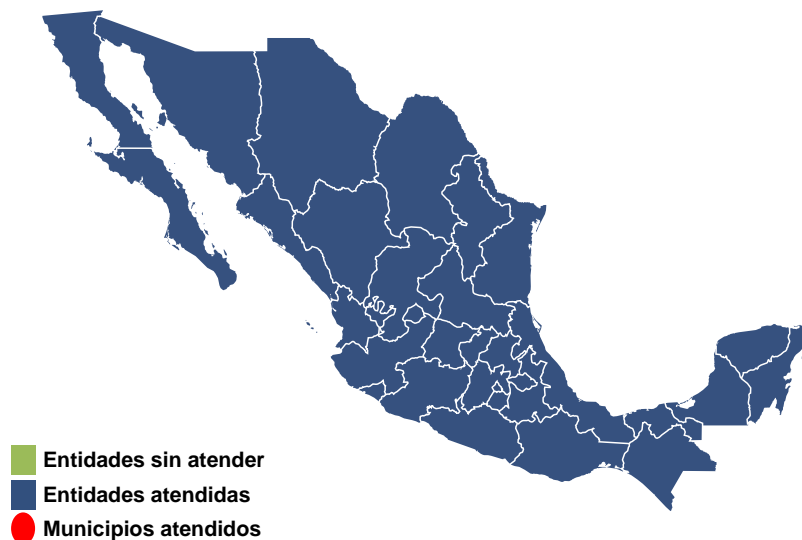 Entidades sin atender
Entidades atendidas
Municipios atendidos